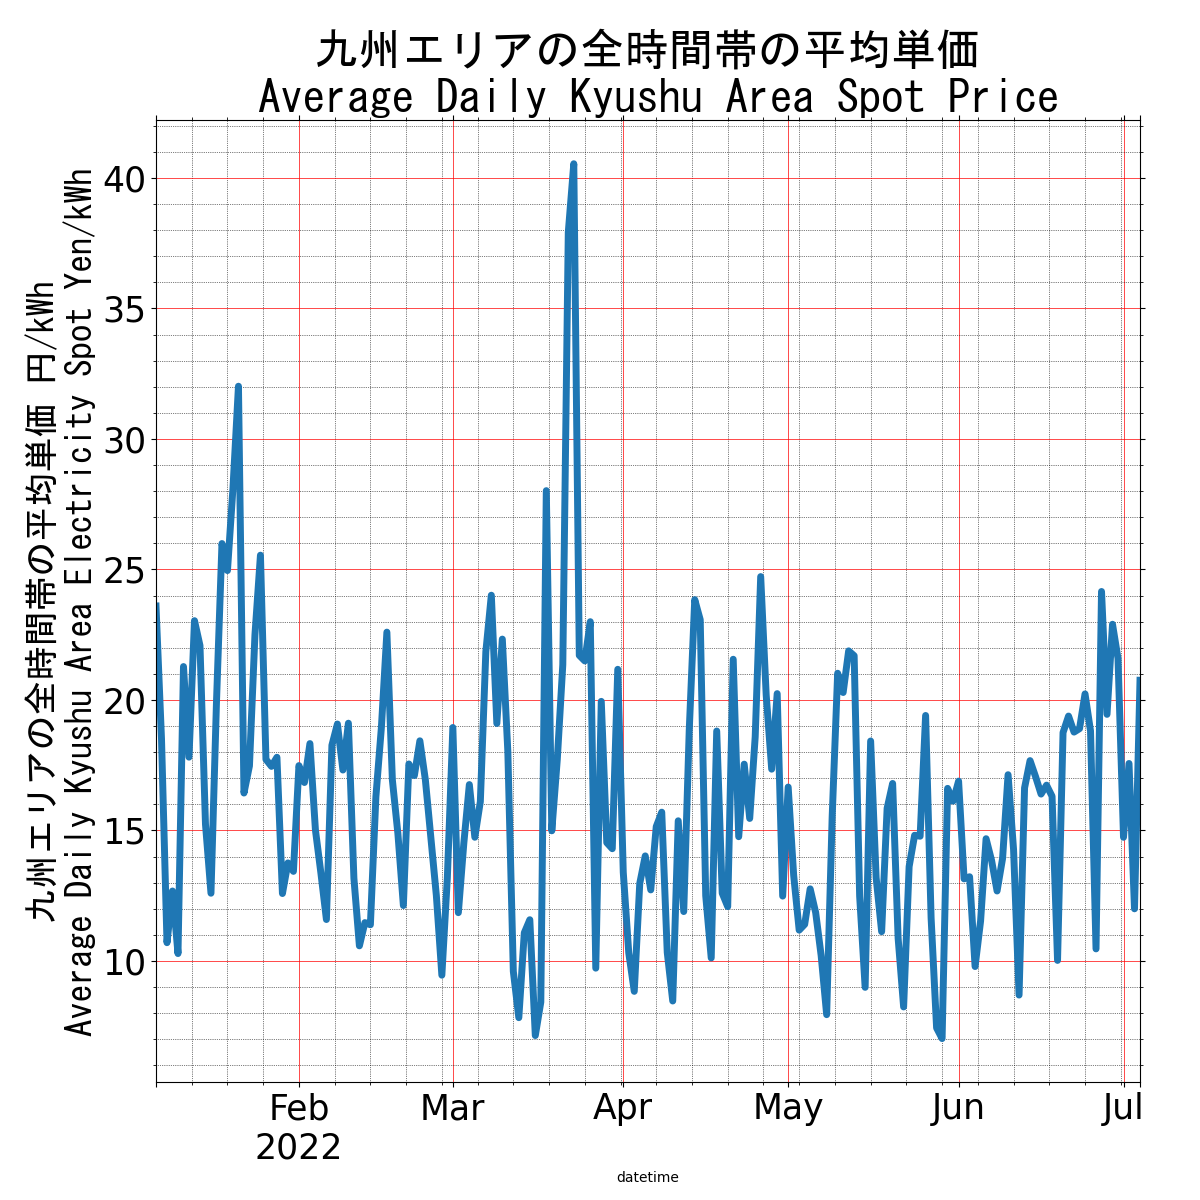 九州エリアの全時間帯の平均単価
Average Daily Kyushu Area Spot Price
九州エリアの全時間帯の平均単価 円/kWh
Average Daily Kyushu Area Electricity Spot Yen/kWh
40
35
30
25
20
15
10
Feb
2022
Mar
Apr
May
Jun
Jul
datetime